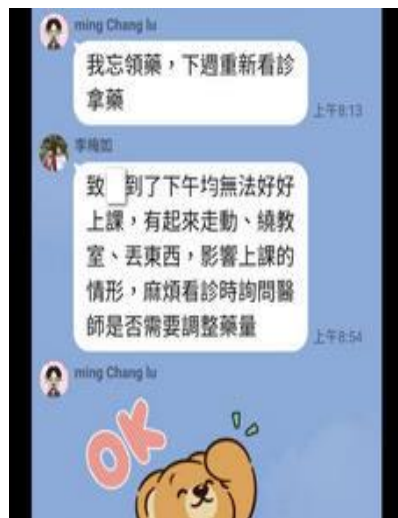 ming Chang lu
我忘領藥，下週重新看診
拿藥
上午8:13
李梅如
致 到了下午均無法好好
上課，有起來走動、繞教
室、丟東西，影響上課的
情形，麻煩看診時詢問醫
師是否需要調整藥量
上午8:54
ming Chang lu
OK